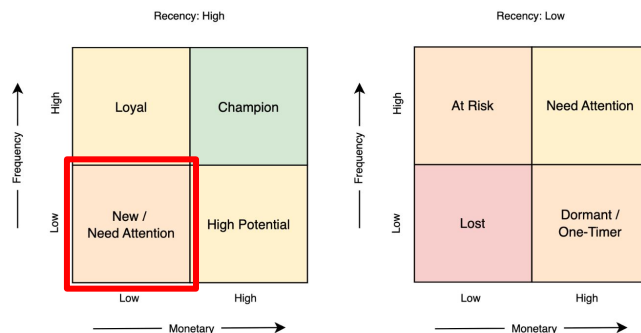 Recency: High
High
Loyal
Champion
Frequency
Low
New /
Need Attention
High Potential
Low
High
Monetary
Recency: Low
High
At Risk
Need Attention
Frequency
Low
Lost
Dormant /
One-Timer
Low
High
Monetary